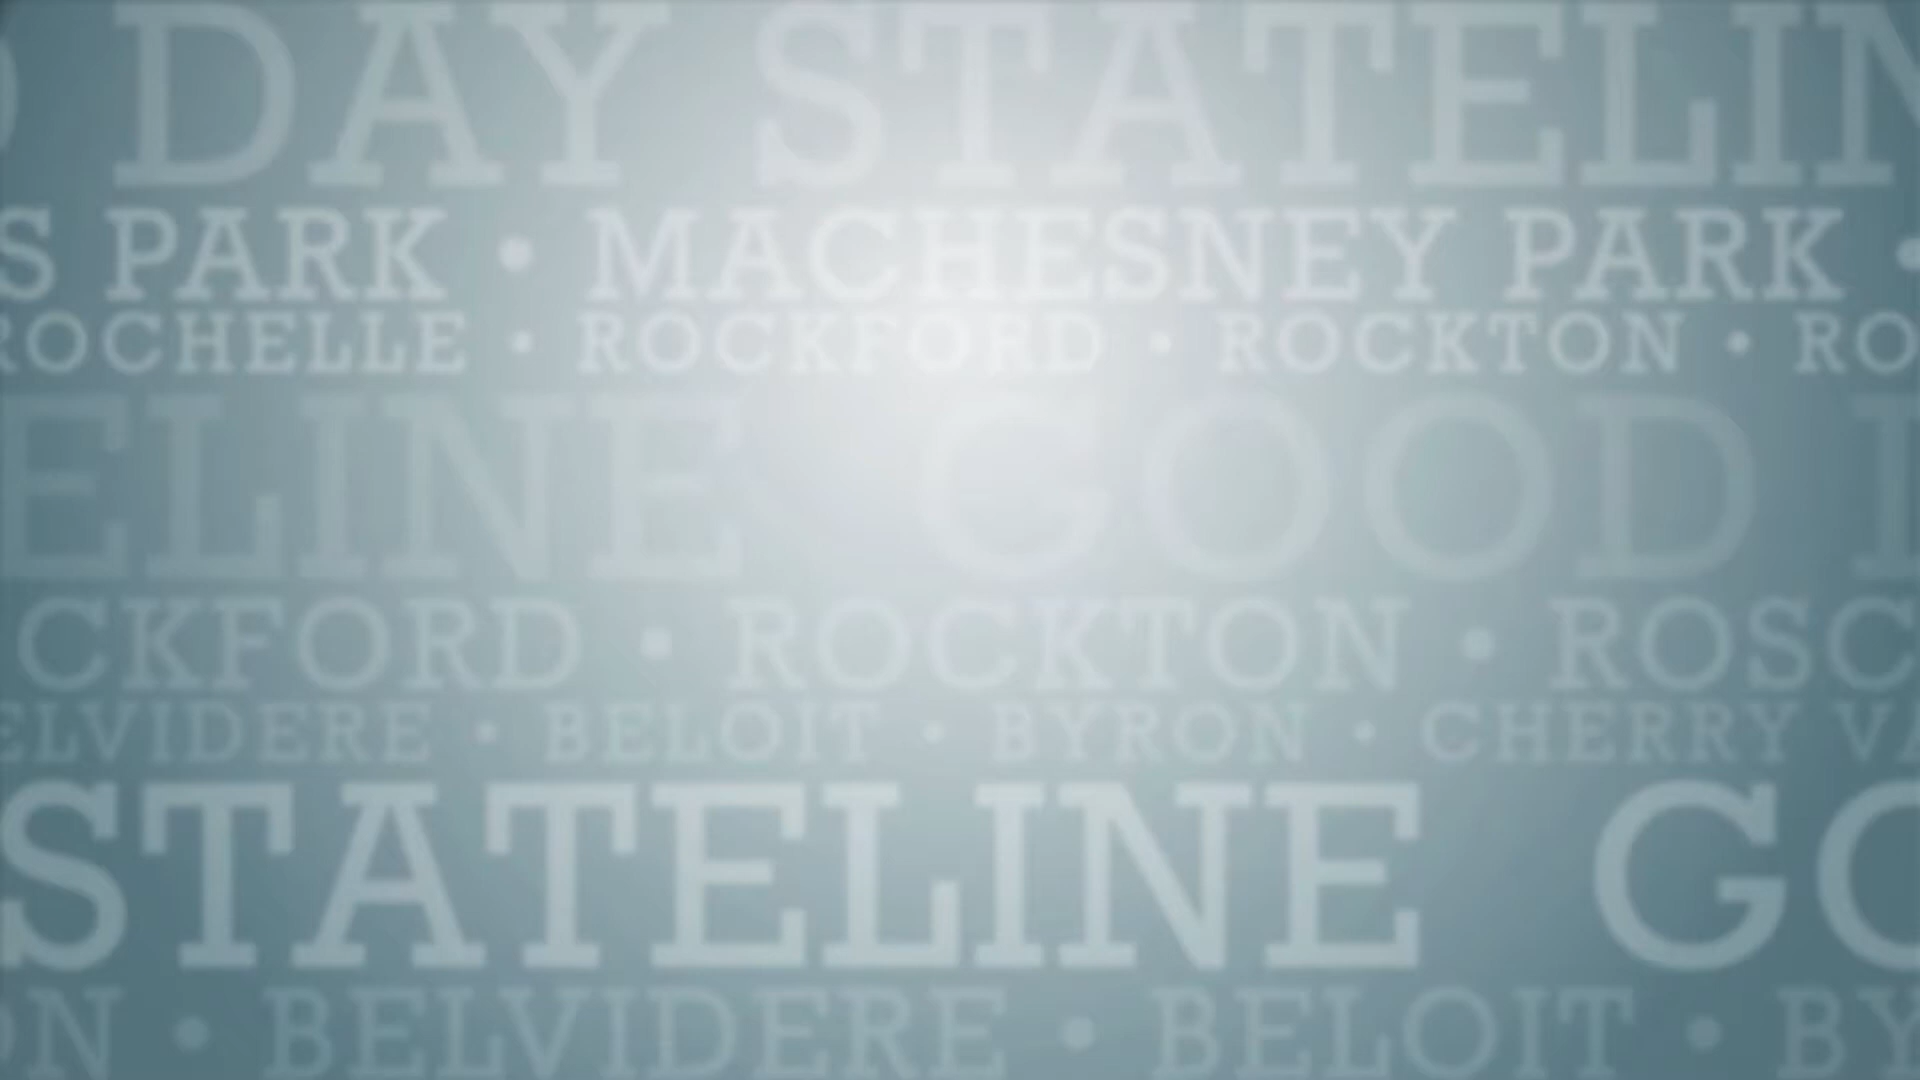 DAY STATELIN
S PARK • MACHESNEY PARK •
ROCHELLE • ROCKFORD • ROCKTON • RO
ELINE GOOD D
CKFORD • ROCKTON • ROSC
ELVIDERE • BELOIT • BYRON • CHERRY VA
STATELINE GO
ON • BELVIDERE • BELOIT • BY